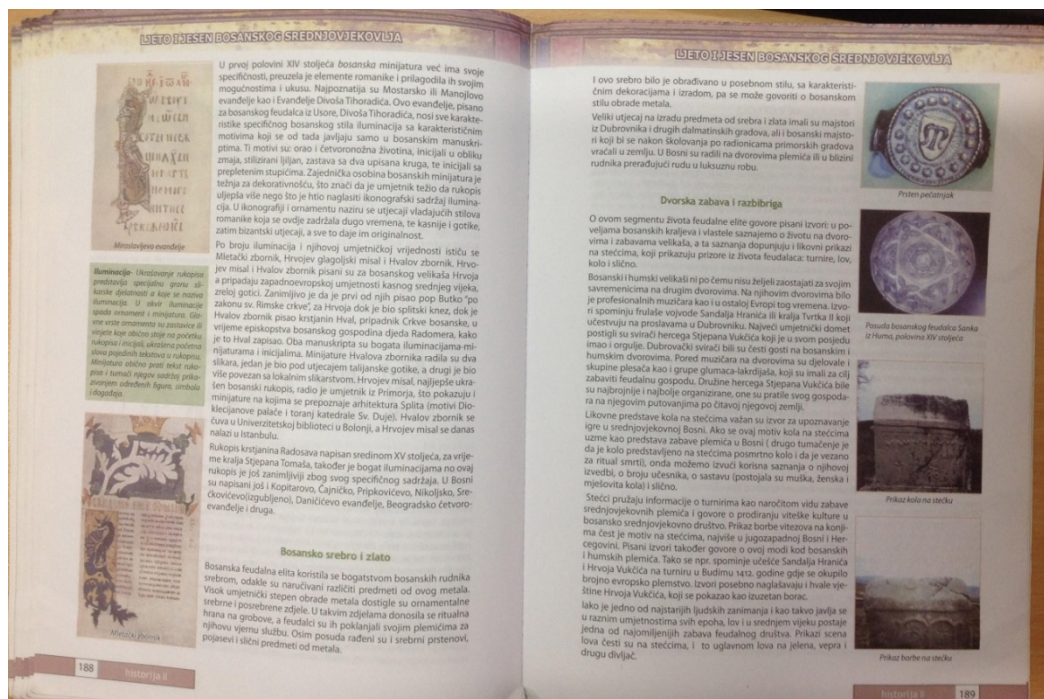 LJETO I JESEN BOSANSKOG SREDNJOVJEKOVLJA
Miroslavljevo evanđelje
Iluminacija- Ukrašavanje rukopisa
predstavlja specijalnu granu sli-
karske djelatnosti a koje se naziva
iluminacija. U okvir iluminacije
spada ornament i minijatura. Gla-
vne vrste ornamenta su zastavice ili
vinjete koje obično stoje na početku
rukopisa i inicijal, ukrašena početna
slova pojedinih tekstova u rukopisu.
Minijatura obično prati tekst ruko-
pisa i tumači njegov sadržaj prika-
zivanjem određenih figura, simbola
i događaja.
Mletački zbornik
U prvoj polovini XIV stoljeća bosanska minijatura već ima svoje
specifičnosti, preuzela je elemente romanike i prilagodila ih svojim
mogućnostima i ukusu. Najpoznatija su Mostarsko ili Manojlovo
evanđelje kao i Evanđelje Divoša Tihoradića. Ovo evanđelje, pisano
za bosanskog feudalca iz Usore, Divoša Tihoradića, nosi sve karakte-
ristike specifičnog bosanskog stila iluminacija sa karakterističnim
motivima koji se od tada javljaju samo u bosanskim manuskri-
ptima. Ti motivi su: orao i četveronožna životina, inicijali u obliku
zmaja, stilizirani ljiljan, zastava sa dva upisana kruga, te inicijali sa
prepletenim stupićima. Zajednička osobina bosanskih minijatura je
težnja za dekorativnošću, što znači da je umjetnik težio da rukopis
uljepša više nego što je htio naglasiti ikonografski sadržaj ilumina-
cija. U ikonografiji i ornamentu naziru se utjecaji vladajućih stilova
romanike koja se ovdje zadržala dugo vremena, te kasnije i gotike,
zatim bizantski utjecaji, a sve to daje im originalnost.
Po broju iluminacija i njihovoj umjetničkoj vrijednosti ističu se
Mletački zbornik, Hrvojev glagoljski misal i Hvalov zbornik. Hrvo-
jev misal i Hvalov zbornik pisani su za bosanskog velikaša Hrvoja
a pripadaju zapadnoevropskoj umjetnosti kasnog srednjeg vijeka,
zreloj gotici. Zanimljivo je da je prvi od njih pisao pop Butko "po
zakonu sv. Rimske crkve", za Hrvoja dok je bio splitski knez, dok je
Hvalov zbornik pisao krstjanin Hval, pripadnik Crkve bosanske, u
vrijeme episkopstva bosanskog gospodina djeda Radomera, kako
je to Hval zapisao. Oba manuskripta su bogata iluminacijama-mi-
nijaturama i inicijalima. Minijature Hvalova zbornika radila su dva
slikara, jedan je bio pod utjecajem talijanske gotike, a drugi je bio
više povezan sa lokalnim slikarstvom. Hrvojev misal, najljepše ukra-
šen bosanski rukopis, radio je umjetnik iz Primorja, što pokazuju i
minijature na kojima se prepoznaje arhitektura Splita (motivi Dio-
klecijanove palače i toranj katedrale Sv. Duje). Hvalov zbornik se
čuva u Univerzitetskoj biblioteci u Bolonji, a Hrvojev misal se danas
nalazi u Istanbulu.
Rukopis krstjanina Radosava napisan sredinom XV stoljeća, za vrije-
me kralja Stjepana Tomaša, također je bogat iluminacijama no ovaj
rukopis je još zanimljiviji zbog svog specifičnog sadržaja. U Bosni
su napisani još i Kopitarovo, Čajničko, Pripkovićevo, Nikoljsko, Sre-
ćkovićevo(izgubljeno), Daničićevo evanđelje, Beogradsko četvoro-
evanđelje i druga.
Bosansko srebro i zlato
Bosanska feudalna elita koristila se bogatstvom bosanskih rudnika
srebrom, odakle su naručivani različiti predmeti od ovog metala.
Visok umjetnički stepen obrade metala dostigle su ornamentalne
srebrne i posrebrene zdjele. U takvim zdjelama donosila se ritualna
hrana na grobove, a feudalci su ih poklanjali svojim plemićima za
njihovu vjernu službu. Osim posuda rađeni su i srebrni prstenovi,
pojasevi i slični predmeti od metala.
188
historija II
LJETO I JESEN BOSANSKOG SREDNJOVJEKOVLJA
I ovo srebro bilo je obrađivano u posebnom stilu, sa karakteristi-
čnim dekoracijama i izradom, pa se može govoriti o bosanskom
stilu obrade metala.
Veliki utjecaj na izradu predmeta od srebra i zlata imali su majstori
iz Dubrovnika i drugih dalmatinskih gradova, ali i bosanski majsto-
ri koji bi se nakon školovanja po radionicama primorskih gradova
vraćali u zemlju. U Bosni su radili na dvorovima plemića ili u blizini
rudnika prerađujući rudu u luksuznu robu.
Dvorska zabava i razbibriga
O ovom segmentu života feudalne elite govore pisani izvori: u po-
veljama bosanskih kraljeva i vlastele saznajemo o životu na dvoro-
vima i zabavama velikaša, a ta saznanja dopunjuju i likovni prikazi
na stećcima, koji prikazuju prizore iz života feudalaca: turnire, lov,
kolo i slično.
Bosanski i humski velikaši ni po čemu nisu željeli zaostajati za svojim
savremenicima na drugim dvorovima. Na njihovim dvorovima bilo
je profesionalnih muzičara kao i u ostaloj Evropi tog vremena. Izvo-
ri spominju frulaše vojvode Sandalja Hranića ili kralja Tvrtka II koji
učestvuju na proslavama u Dubrovniku. Najveći umjetnički domet
postigli su svirači hercega Stjepana Vukčića koji je u svom posjedu
imao i orgulje. Dubrovački svirači bili su česti gosti na bosanskim i
humskim dvorovima. Pored muzičara na dvorovima su djelovale i
skupine plesača kao i grupe glumaca-lakrdijaša, koji su imali za cilj
zabaviti feudalnu gospodu. Družine hercega Stjepana Vukčića bile
su najbrojnije i najbolje organizirane, one su pratile svog gospoda-
ra na njegovim putovanjima po čitavoj njegovoj zemlji.
Likovne predstave kola na stećcima važan su izvor za upoznavanje
igre u srednjovjekovnoj Bosni. Ako se ovaj motiv kola na stećcima
uzme kao predstava zabave plemića u Bosni ( drugo tumačenje je
da je kolo predstavljeno na stećcima posmrtno kolo i da je vezano
za ritual smrti), onda možemo izvući korisna saznanja o njihovoj
izvedbi, o broju učesnika, o sastavu (postojala su muška, ženska i
mješovita kola) i slično.
Stećci pružaju informacije o turnirima kao naročitom vidu zabave
srednjovjekovnih plemića i govore o prodiranju viteške kulture u
bosansko srednjovjekovno društvo. Prikaz borbe vitezova na konji-
ma čest je motiv na stećcima, najviše u jugozapadnoj Bosni i Her-
cegovini. Pisani izvori također govore o ovoj modi kod bosanskih
i humskih plemića. Tako se npr. spominje učešće Sandalja Hranića
i Hrvoja Vukčića na turniru u Budimu 1412. godine gdje se okupilo
brojno evropsko plemstvo. Izvori posebno naglašavaju i hvale vje-
štine Hrvoja Vukčića, koji se pokazao kao izuzetan borac.
Iako je jedno od najstarijih ljudskih zanimanja i kao takvo javlja se
u raznim umjetnostima svih epoha, lov i u srednjem vijeku postaje
jedna od najomiljenijih zabava feudalnog društva. Prikazi scena
lova česti su na stećcima, i to uglavnom lova na jelena, vepra i
drugu divljač.
Prsten pečatnjak
Posuda bosanskog feudalca Sanka
iz Huma, polovina XIV stoljeća
Prikaz kola na stećku
Prikaz borbe na stećku
historija II
189